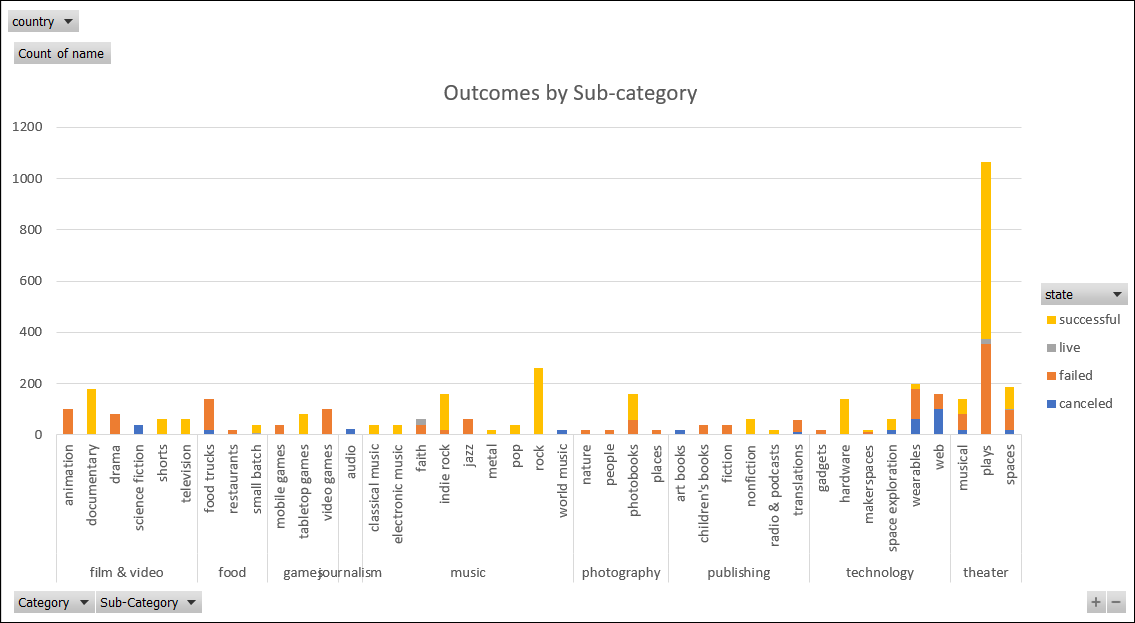 country
Count of name
Outcomes by Sub-category
1200
1000
800
600
400
200
0
state
successful
live
failed
canceled
animation
documentary
drama
science fiction
shorts
television
food trucks
restaurants
small batch
mobile games
tabletop games
video games
audio
classical music
electronic music
faith
indie rock
jazz
metal
pop
rock
world music
nature
people
photobooks
places
art books
children's books
fiction
nonfiction
radio & podcasts
translations
gadgets
hardware
makerspaces
space exploration
wearables
web
musical
plays
spaces
film & video
food
games
journalism
music
photography
publishing
technology
theater
Category
Sub-Category